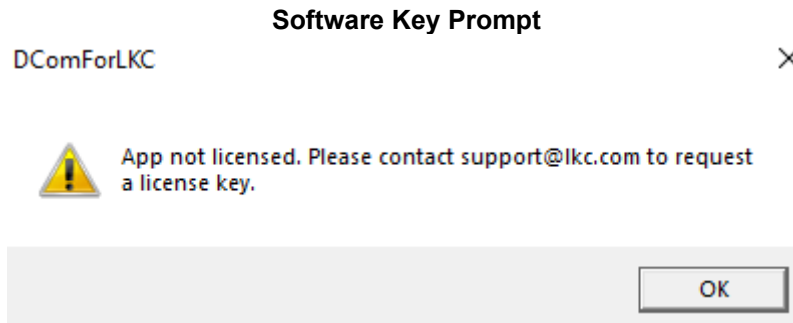 Software Key Prompt
DComForLKC
App not licensed. Please contact support@lkc.com to request
a license key.
OK